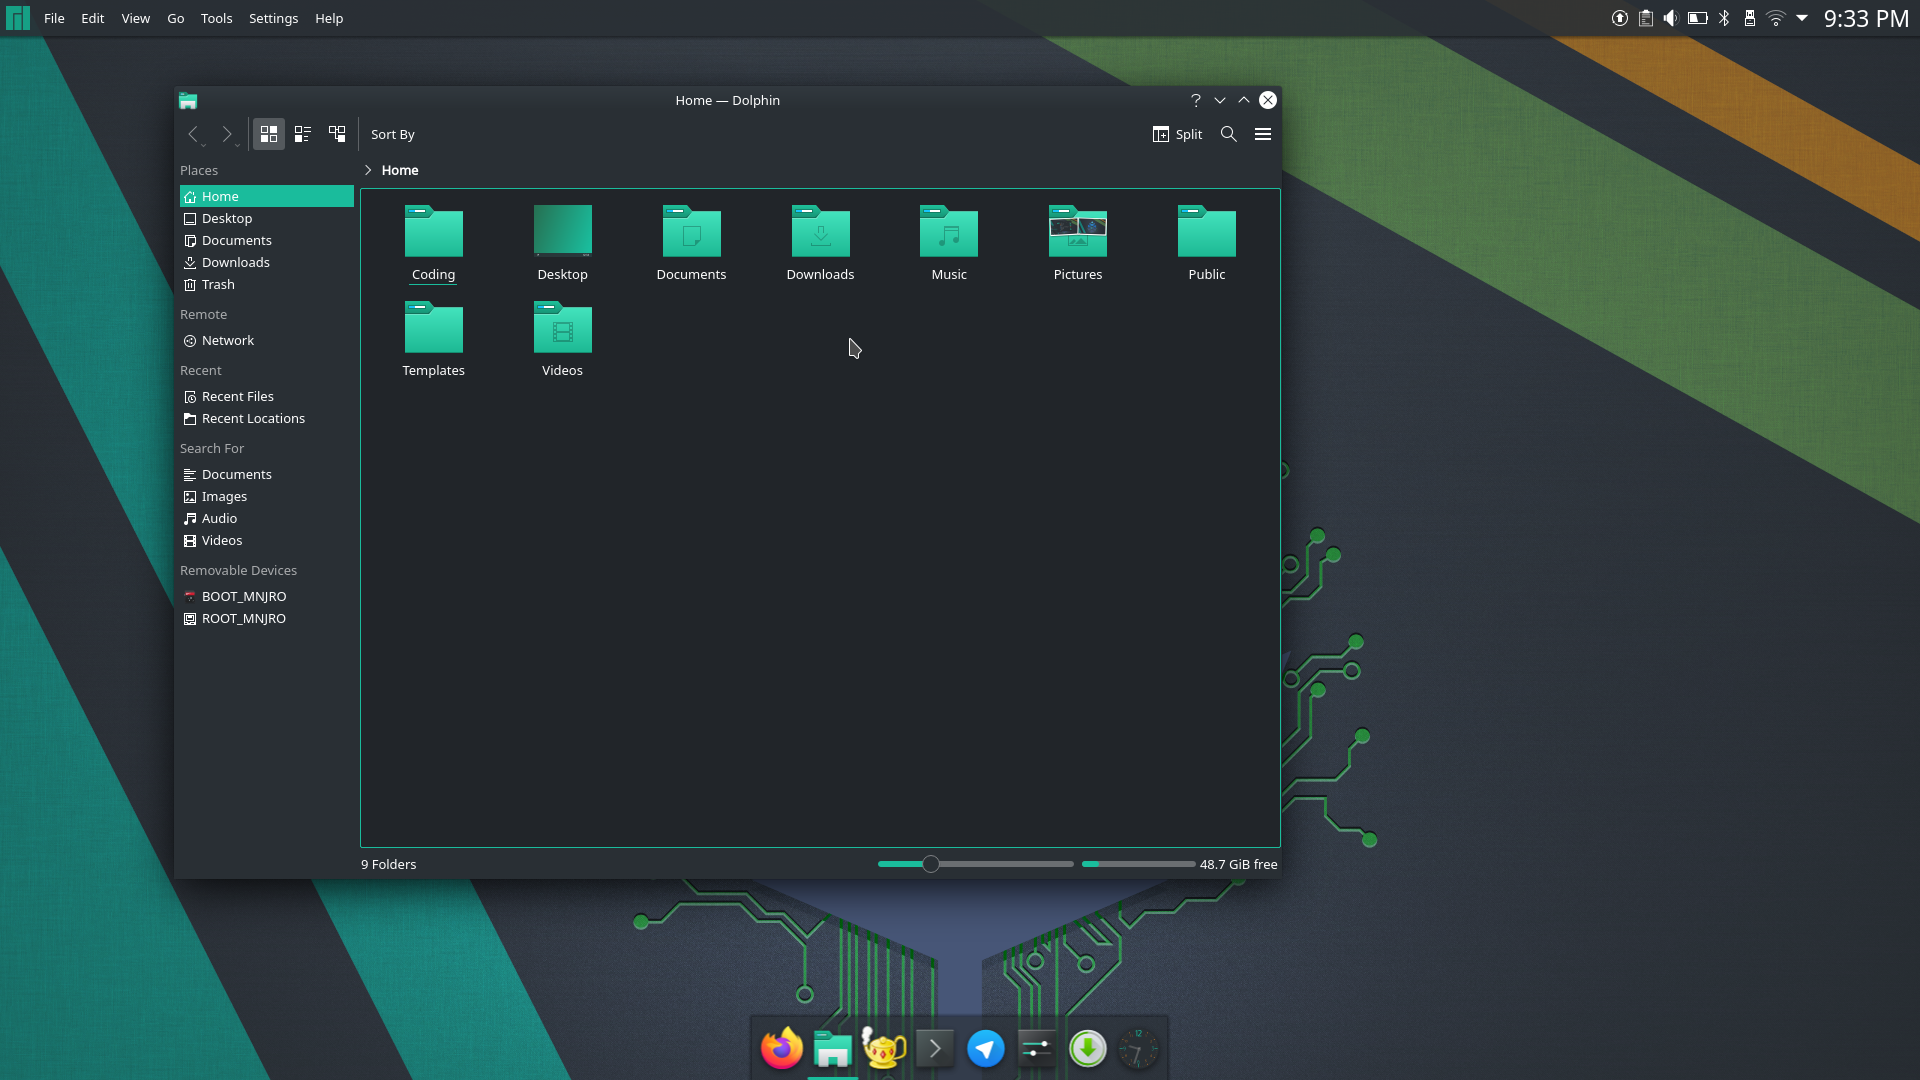 File Edit View Go Tools Settings Help
9:33 PM
Home — Dolphin
Sort By
Split
Places
Home
Desktop
Documents
Downloads
Trash
Remote
Network
Recent
Recent Files
Recent Locations
Search For
Documents
Images
Audio
Videos
Removable Devices
BOOT_MNJRO
ROOT_MNJRO
Home
Coding Desktop Documents Downloads Music Pictures Public
Templates Videos
9 Folders
48.7 GiB free
12